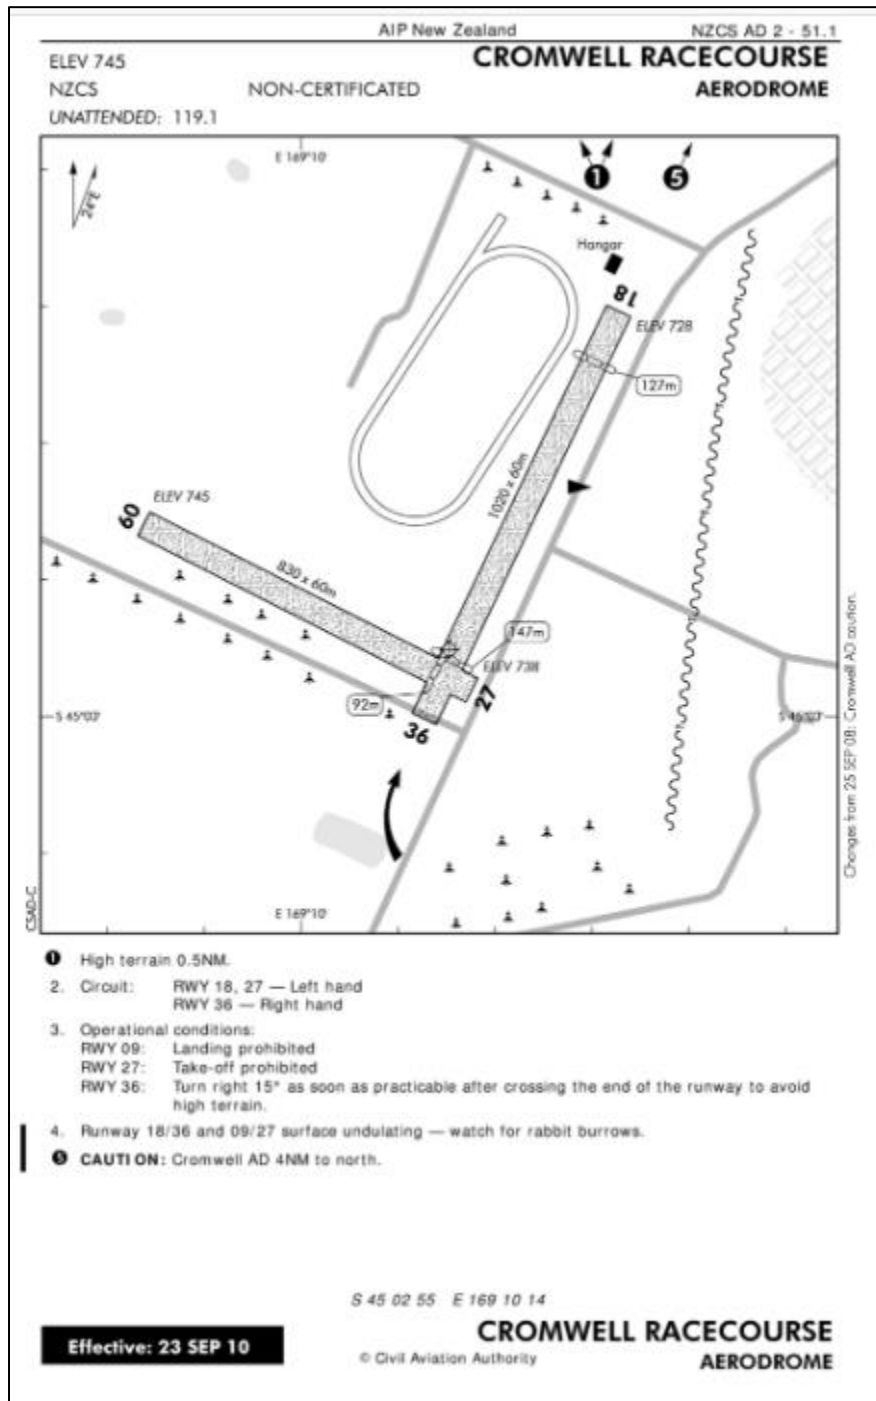 AIP New Zealand
NZCS AD 2 - 51.1
ELEV 745
CROMWELL RACECOURSE
NZCS
NON-CERTIFICATED
AERODROME
UNATTENDED: 119.1
E 169°10'
24°E
1
5
Hangar
18
ELEV 728
127m
1020 x 60m
ELEV 745
09
830 x 60m
147m
ELEV 738
92m
27
36
S 45°03'
S 45°03'
E 169°10'
CSAD-C
Changes from 25 SEP 08: Cromwell AD caution.
1 High terrain 0.5NM.
2. Circuit: RWY 18, 27 — Left hand
RWY 36 — Right hand
3. Operational conditions:
RWY 09: Landing prohibited
RWY 27: Take-off prohibited
RWY 36: Turn right 15° as soon as practicable after crossing the end of the runway to avoid
high terrain.
4. Runway 18/36 and 09/27 surface undulating — watch for rabbit burrows.
5 CAUTION: Cromwell AD 4NM to north.
S 45 02 55 E 169 10 14
Effective: 23 SEP 10
CROMWELL RACECOURSE
© Civil Aviation Authority
AERODROME